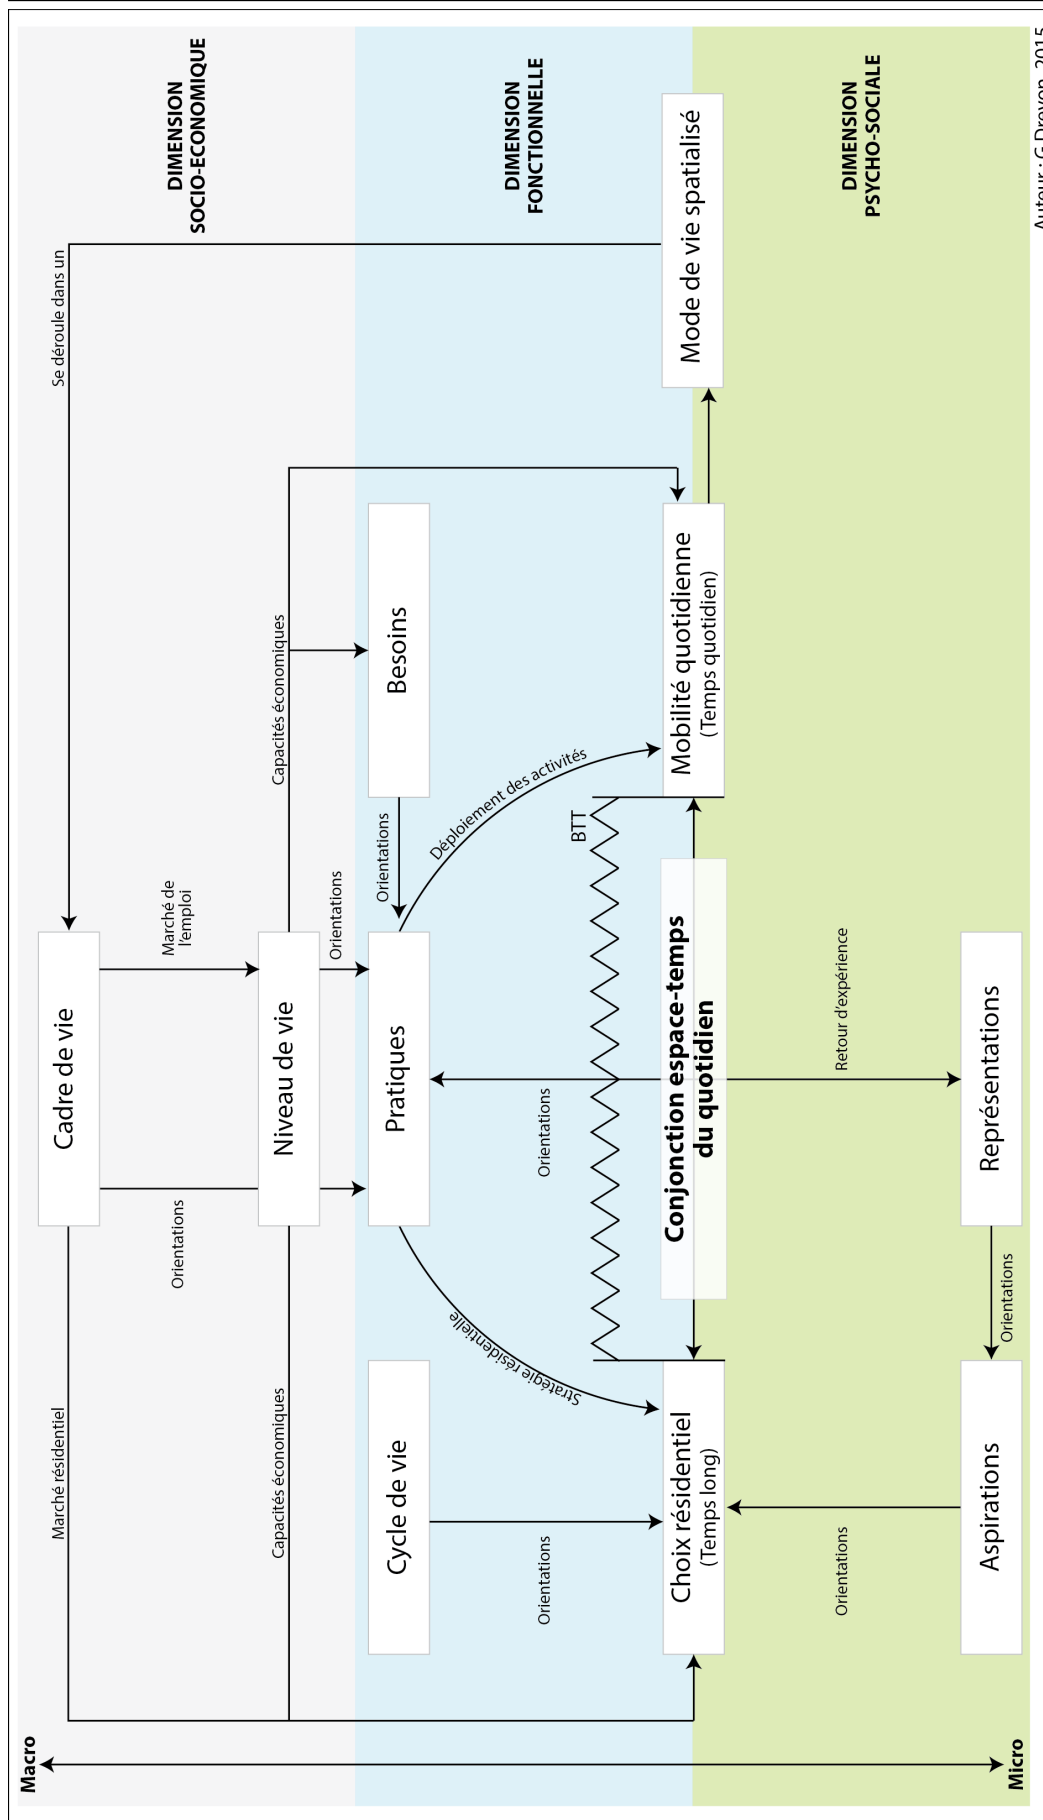 Macro
Micro
DIMENSION
SOCIO-ECONOMIQUE
DIMENSION
FONCTIONNELLE
DIMENSION
PSYCHO-SOCIALE
Se déroule dans un
Marché résidentiel
Cadre de vie
Orientations
Marché de
l'emploi
Capacités économiques
Niveau de vie
Capacités économiques
Orientations
Cycle de vie
Pratiques
Orientations
Besoins
Stratégie résidentielle
Déploiement des activités
Orientations
Orientations
BTT
Choix résidentiel
(Temps long)
Conjonction espace-temps
du quotidien
Mobilité quotidienne
(Temps quotidien)
Mode de vie spatialisé
Orientations
Retour d'expérience
Aspirations
Orientations
Représentations
Auteur : G.Drevon, 2015